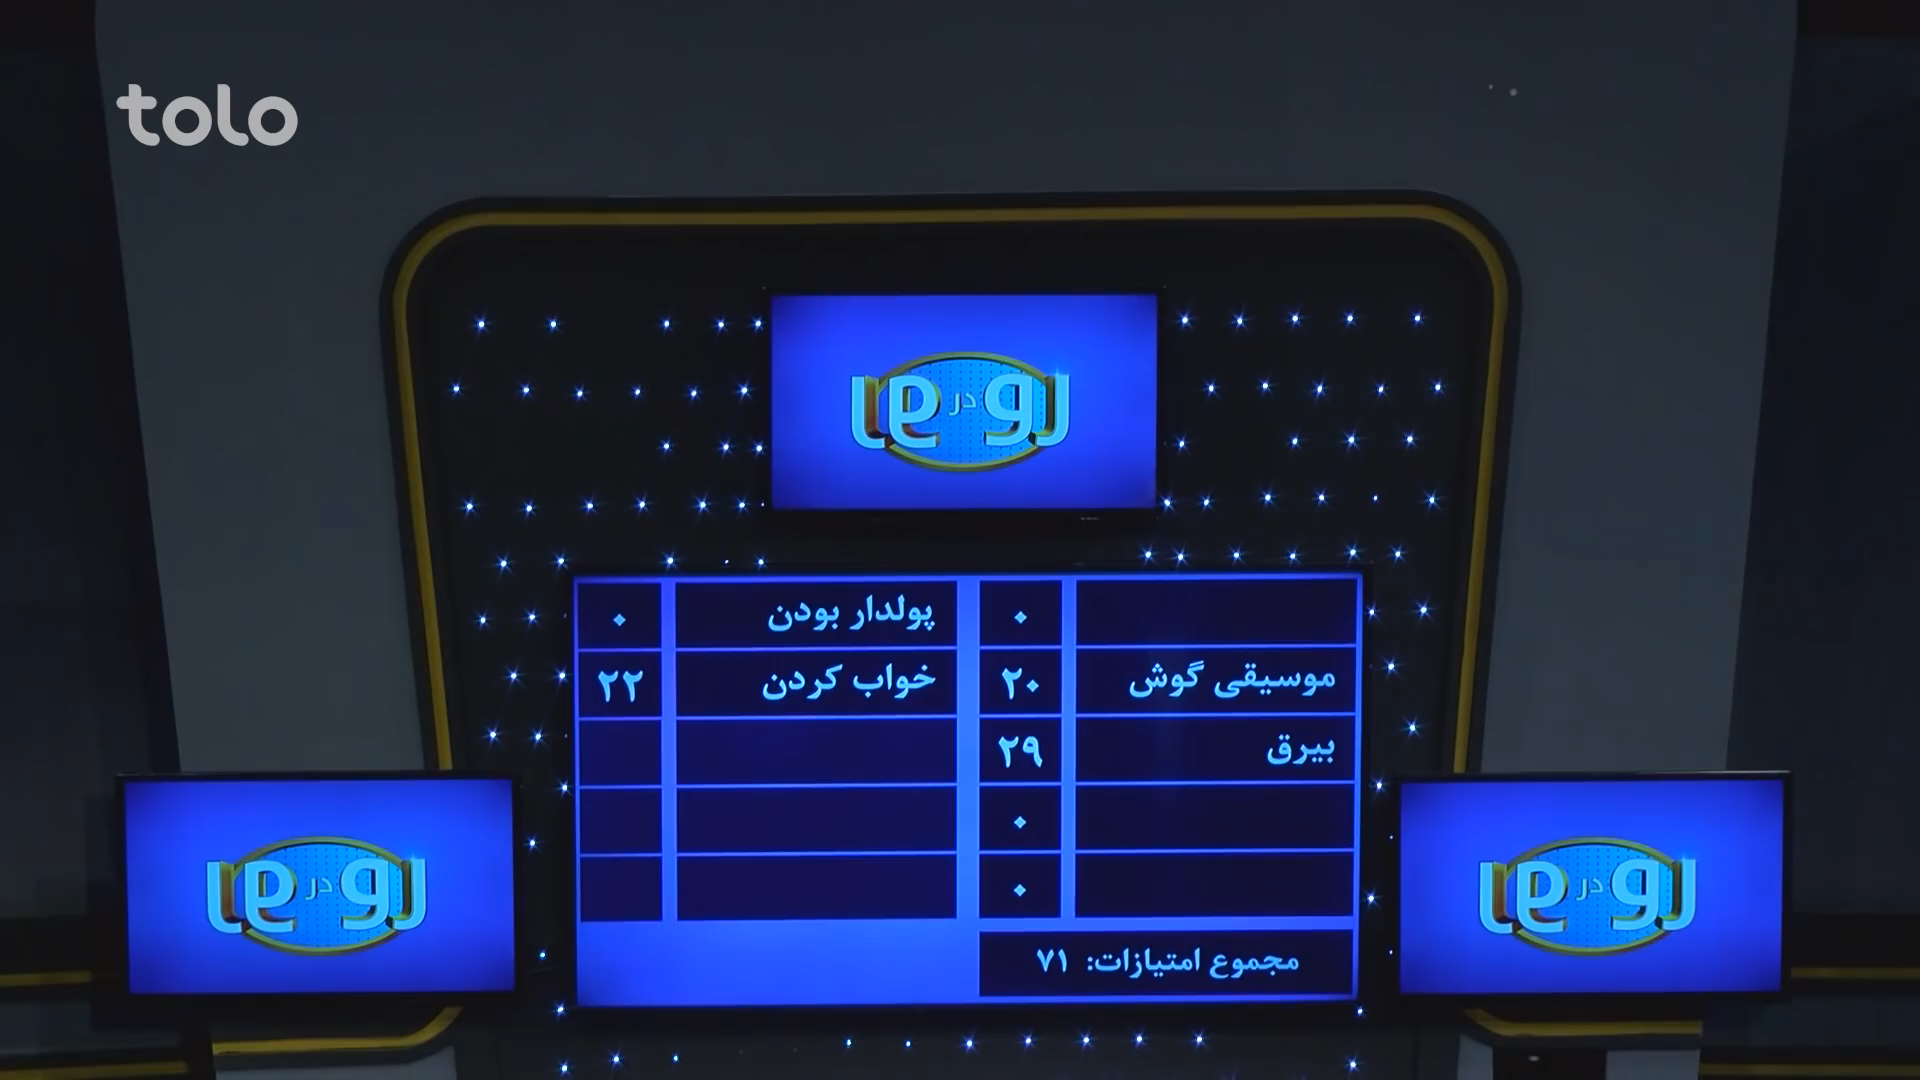 tolo
رو در رو
۰
موسیقی گوش ۲۰
بیرق ۲۹
۰
۰
پولدار بودن ۰
خواب کردن ۲۲
مجموع امتیازات: ۷۱
رو در رو
رو در رو